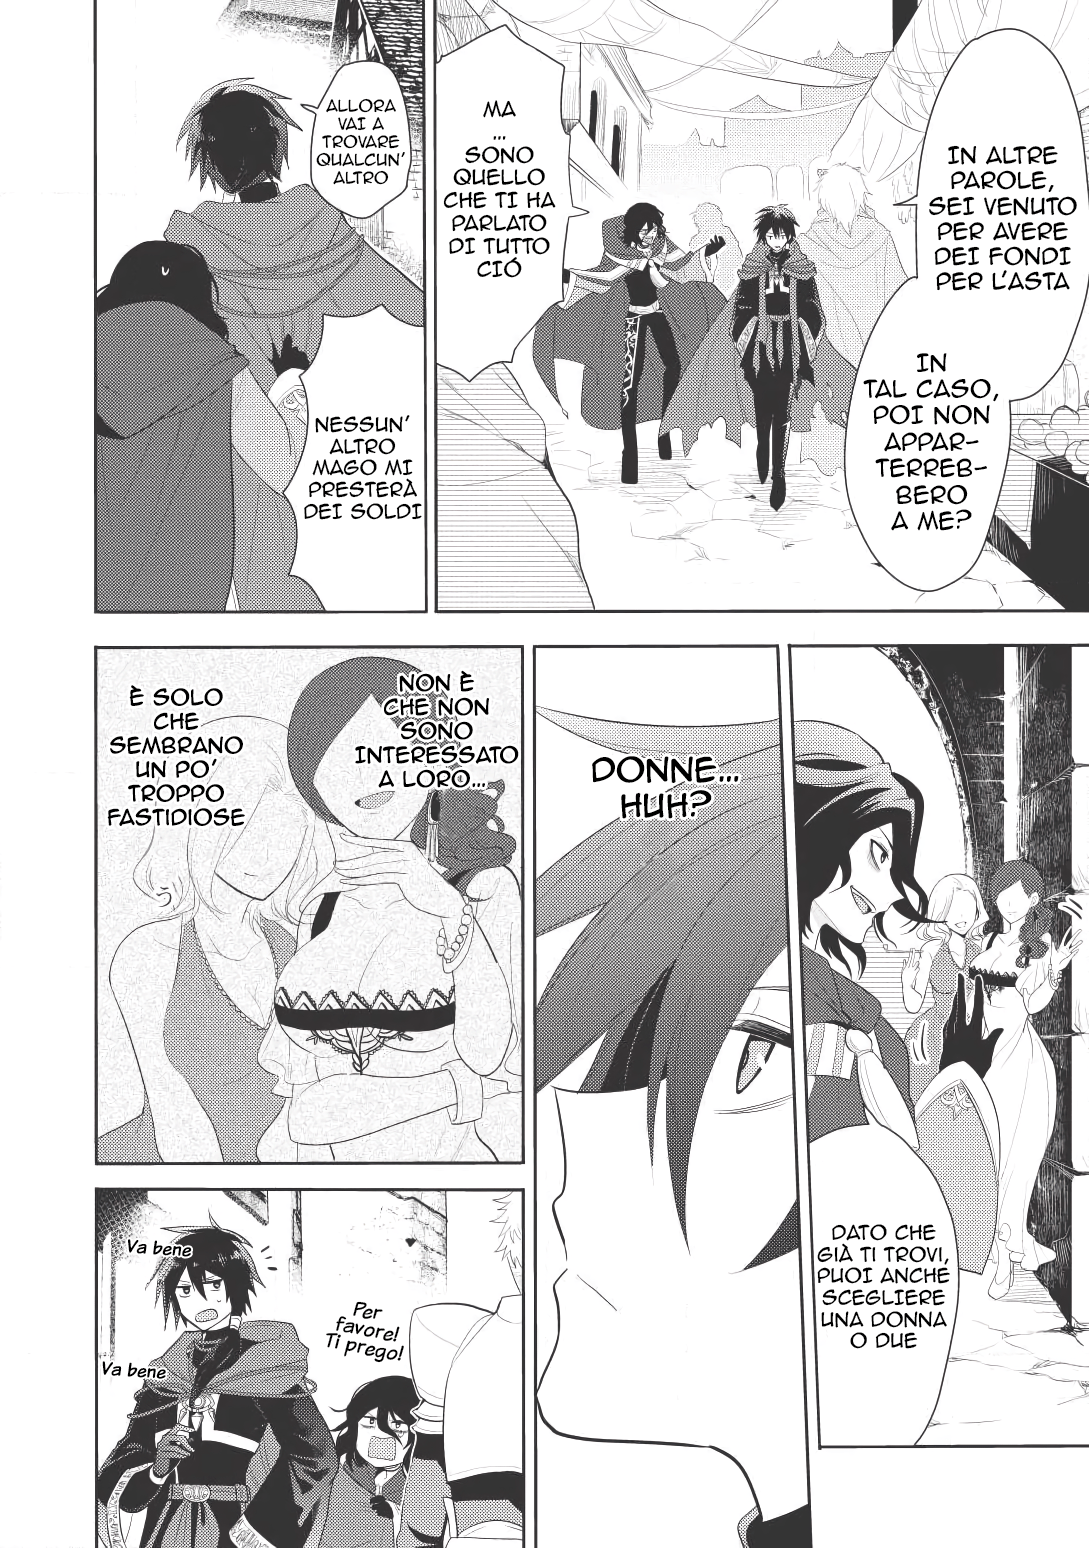 IN ALTRE
PAROLE,
SEI VENUTO
PER AVERE
DEI FONDI
PER L'ASTA
IN
TAL CASO,
POI NON
APPAR-
TERREB-
BERO
A ME?
MA
...
SONO
QUELLO
CHE TI HA
PARLATO
DI TUTTO
CIÓ
ALLORA
VAI A
TROVARE
QUALCUN'
ALTRO
NESSUN'
ALTRO
MAGO MI
PRESTERÀ
DEI SOLDI
DATO CHE
GIÀ TI TROVI,
PUOI ANCHE
SCEGLIERE
UNA DONNA
O DUE
DONNE...
HUH?
NON È
CHE NON
SONO
INTERESSATO
A LORO...
È SOLO
CHE
SEMBRANO
UN PO'
TROPPO
FASTIDIOSE
Per
favore!
Ti prego!
Va bene
Va bene